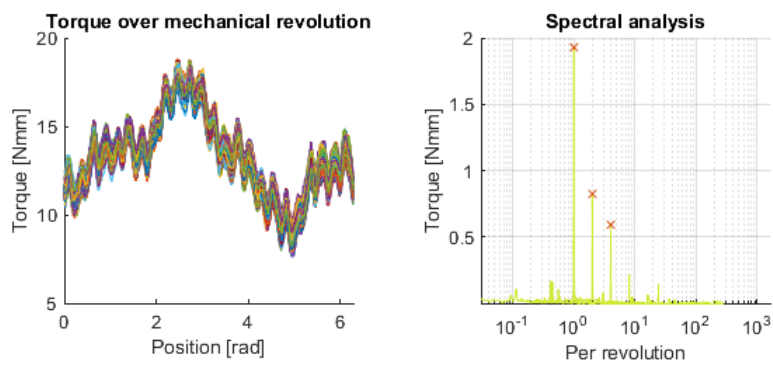 Torque over mechanical revolution
20
15
10
5
Torque [Nmm]
0 2 4 6
Position [rad]
Spectral analysis
2
1.5
1
0.5
Torque [Nmm]
10^-1 10^0 10^1 10^2 10^3
Per revolution